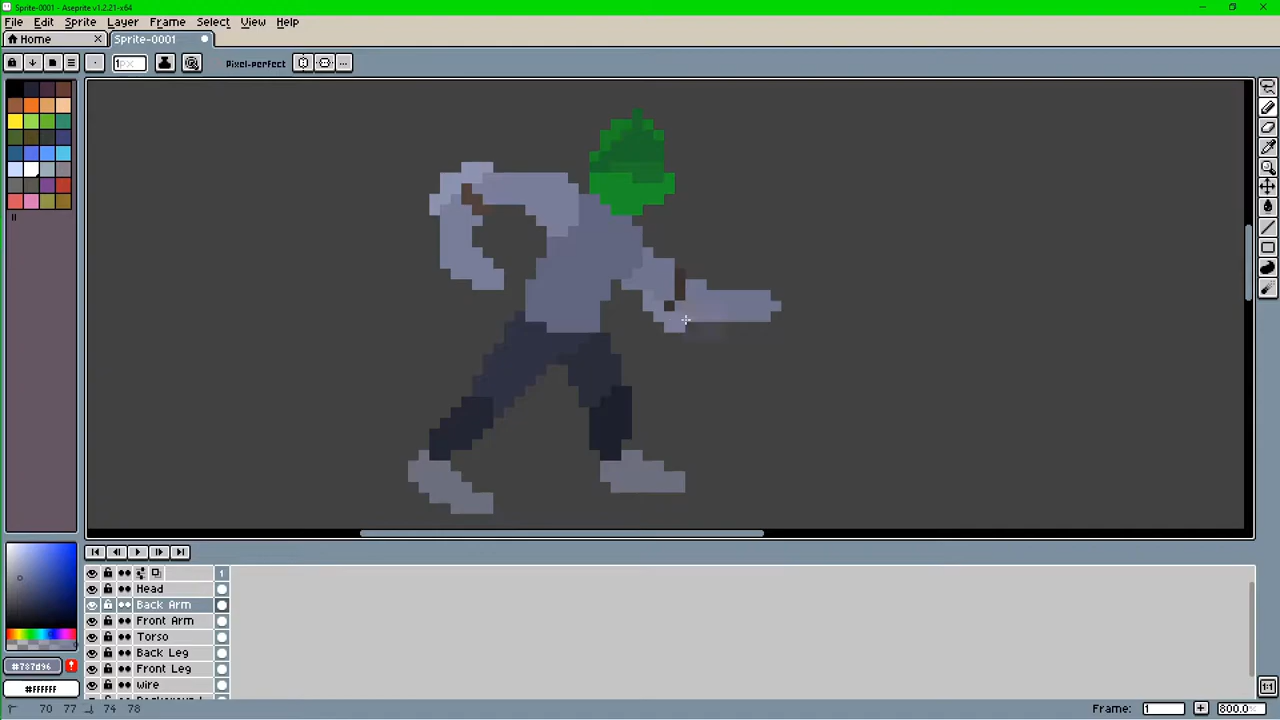 Sprite-0001 - Aseprite v1.2.21-x64
File Edit Sprite Layer Frame Select View Help
Home Sprite-0001
1px Pixel-perfect
1
Head
Back Arm
Front Arm
Torso
Back Leg
Front Leg
wire
#787d96
#FFFFFF
70 77 74 78 Frame: 1 800.0